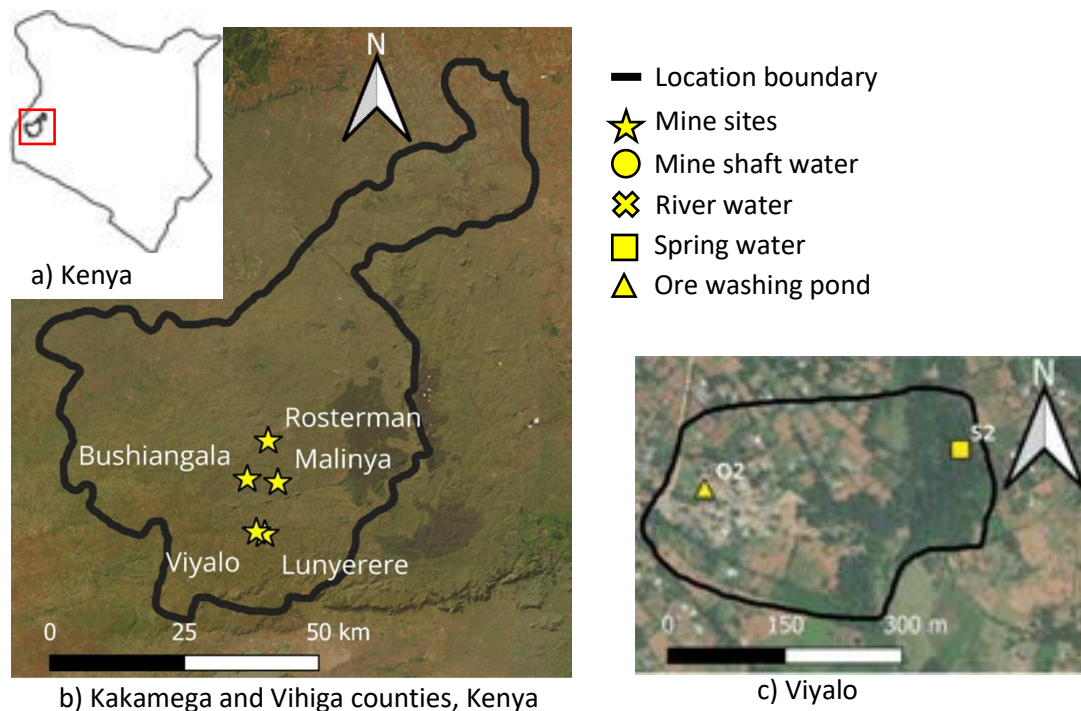 a) Kenya
N
Rosterman
Bushiangala
Malinya
Viyalo
Lunyerere
0 25 50 km
b) Kakamega and Vihiga counties, Kenya
Location boundary
Mine sites
Mine shaft water
River water
Spring water
Ore washing pond
N
S2
O2
0 150 300 m
c) Viyalo